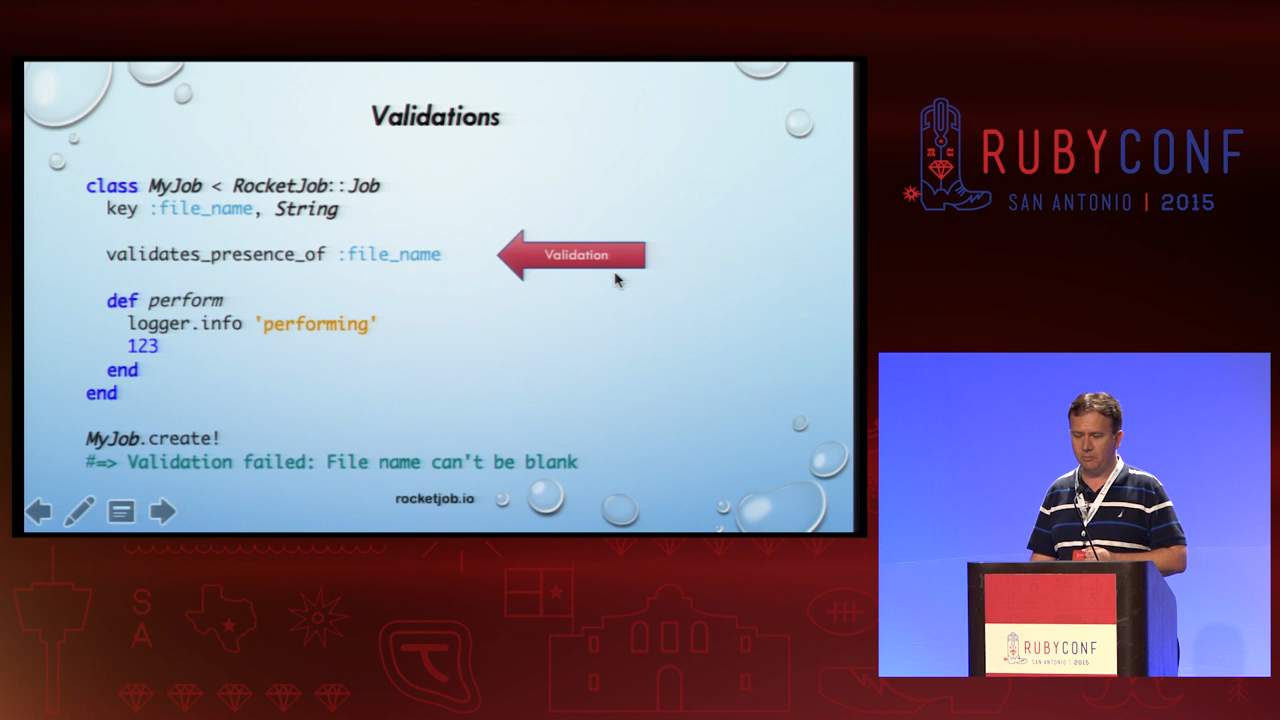 Validations
class MyJob < RocketJob::Job
key :file_name, String
validates_presence_of :file_name
Validation
def perform
logger.info 'performing'
123
end
end
MyJob.create!
#=> Validation failed: File name can't be blank
rocketjob.io
RUBYCONF
SAN ANTONIO | 2015
S
A
RUBYCONF
SAN ANTONIO | 2015